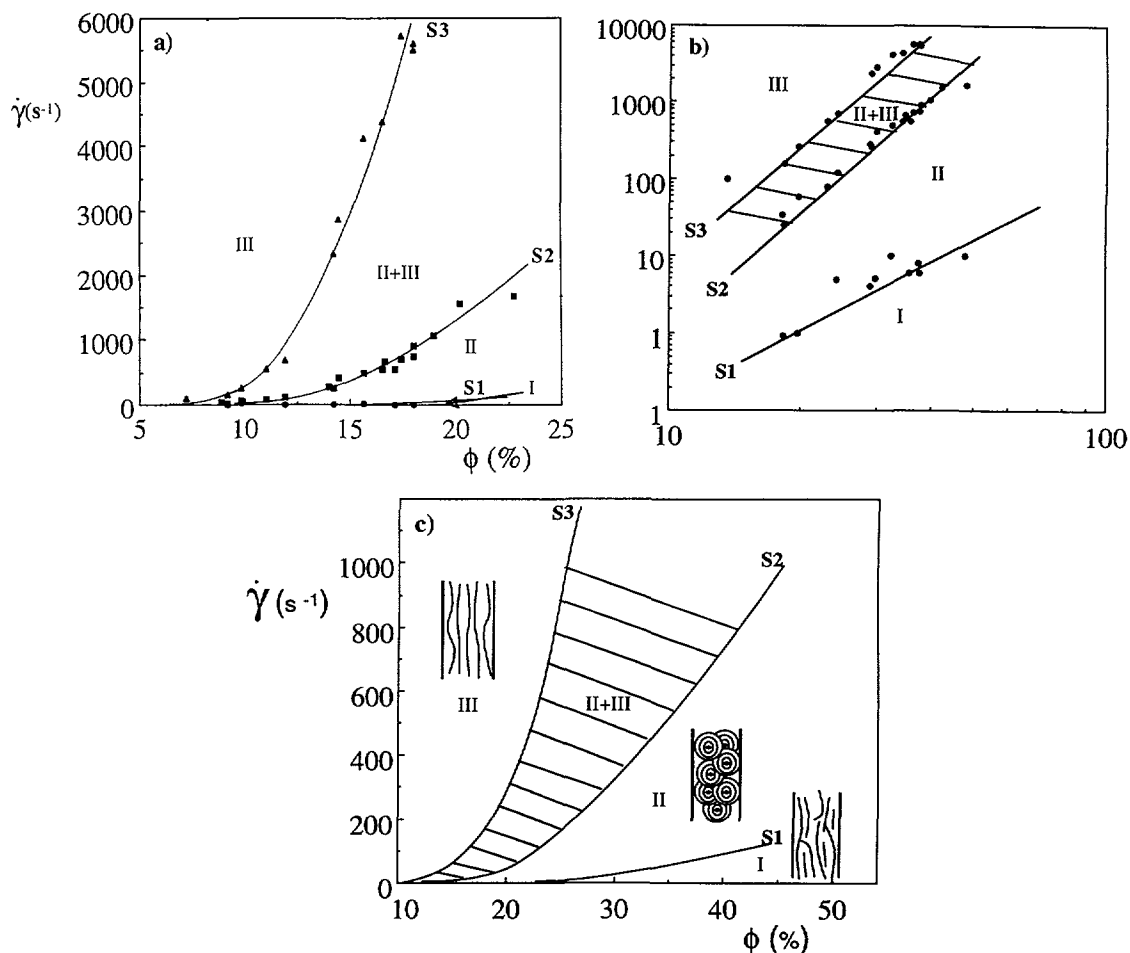 a)
S3
6000
5000
4000
3000
2000
1000
0
γ̇(s⁻¹)
III
II+III
S2
II
S1
I
5
10
15
20
25
ϕ (%)
b)
10000
1000
100
10
1
1
III
II+III
II
S3
S2
I
S1
10
100
c)
S3
S2
1000
800
600
400
200
0
γ̇ (s ⁻¹)
III
II+III
II
S1
I
10
20
30
40
50
ϕ (%)